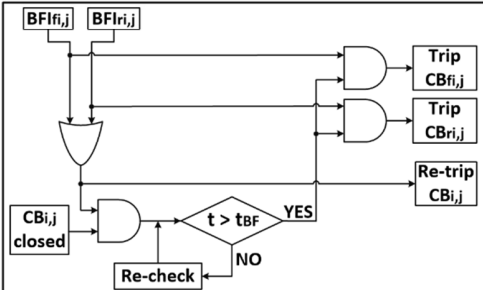 BFIfi,j BFIri,j
Trip
CBfi,j
Trip
CBri,j
Re-trip
CBi,j
CBi,j
closed
t > tBF
YES
NO
Re-check